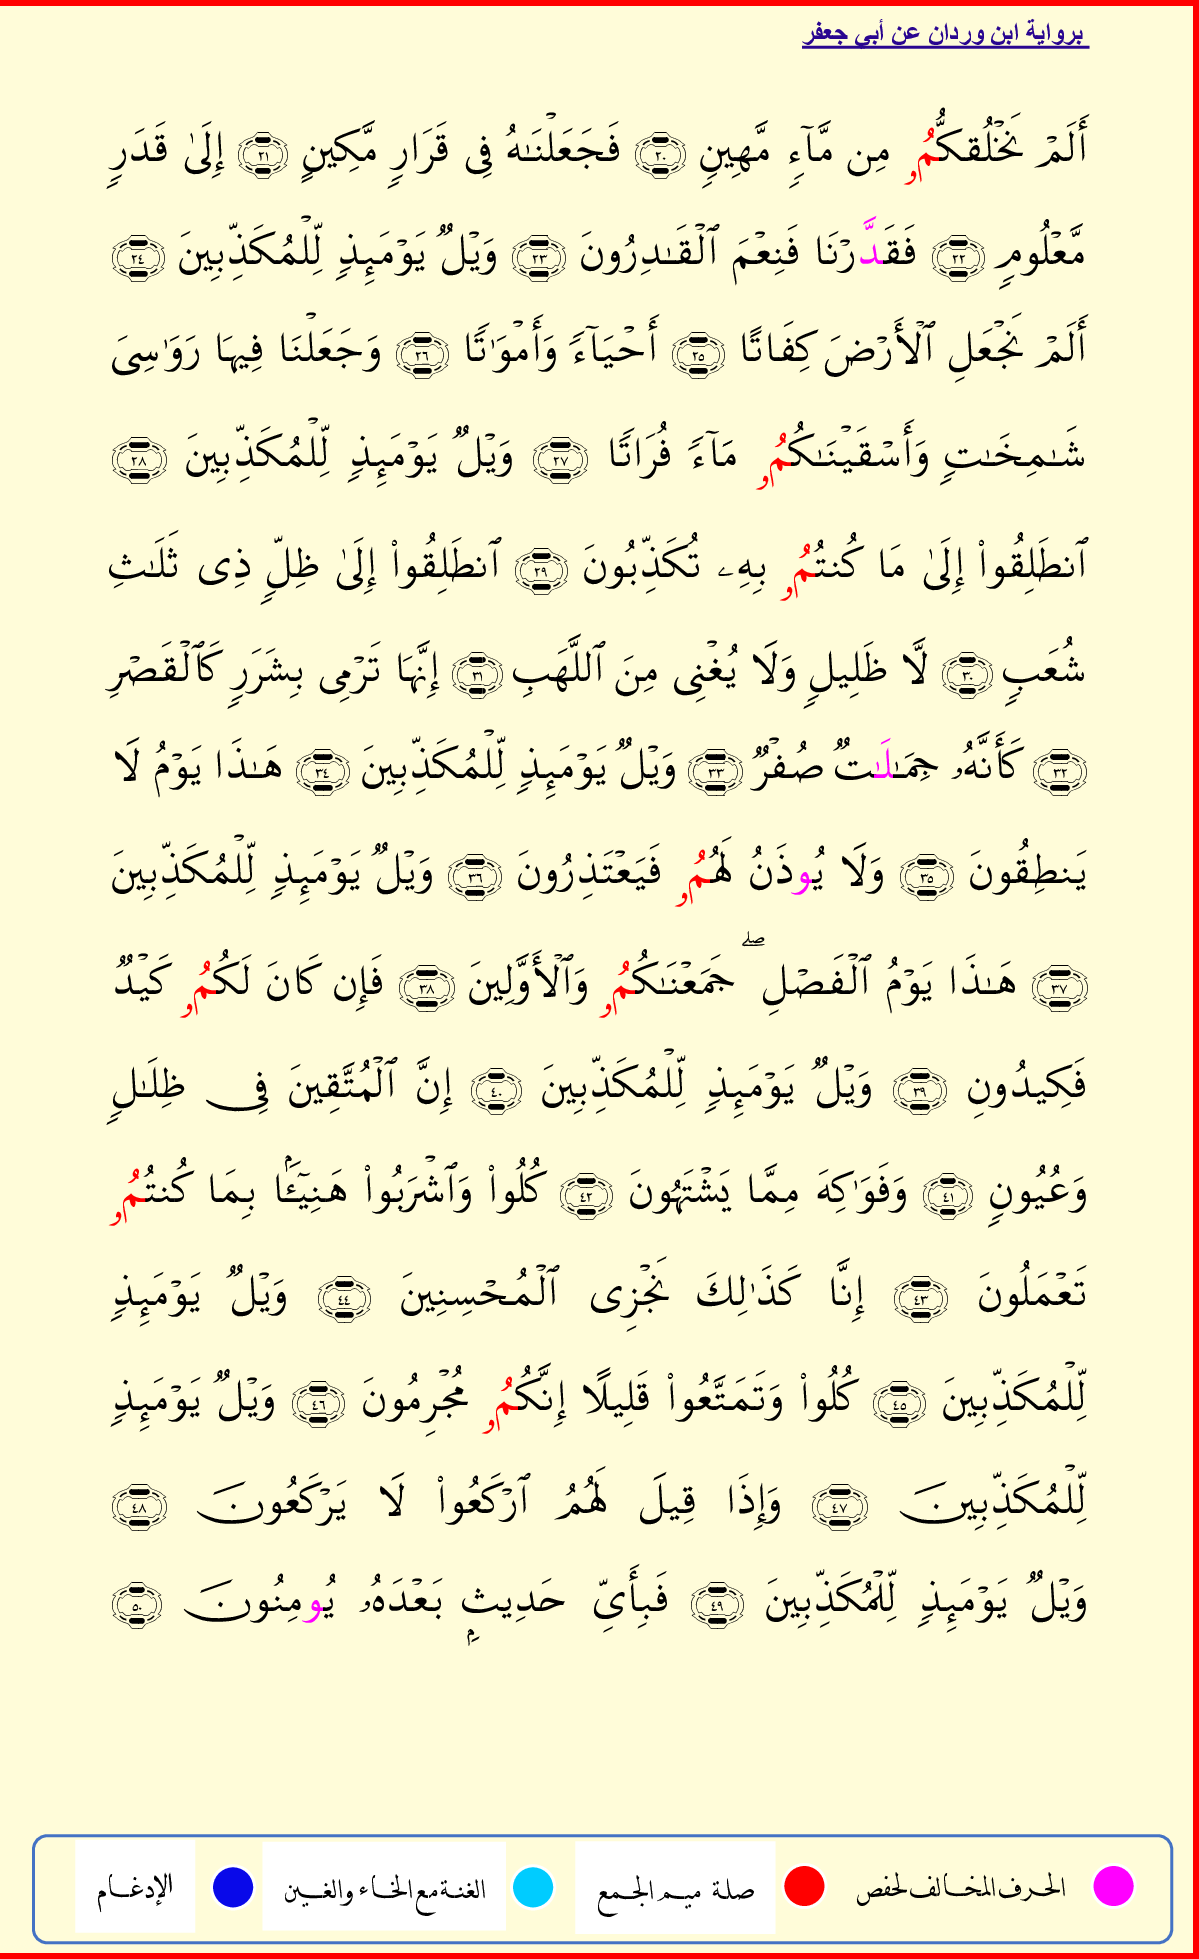 برواية ابن وردان عن أبي جعفر
أَلَمۡ نَخۡلُقكُّمُۥ مِن مَّآءٖ مَّهِينٖ ٢٠ فَجَعَلۡنَٰهُ فِي قَرَارٖ مَّكِينٍ ٢١ إِلَىٰ قَدَرٖ
مَّعۡلُومٖ ٢٢ فَقَدَّرۡنَا فَنِعۡمَ ٱلۡقَٰدِرُونَ ٢٣ وَيۡلٞ يَوۡمَئِذٖ لِّلۡمُكَذِّبِينَ ٢٤
أَلَمۡ نَجۡعَلِ ٱلۡأَرۡضَ كِفَاتًا ٢٥ أَحۡيَآءٗ وَأَمۡوَٰتٗا ٢٦ وَجَعَلۡنَا فِيهَا رَوَٰسِيَ
شَٰمِخَٰتٖ وَأَسۡقَيۡنَٰكُمُۥ مَآءٗ فُرَاتٗا ٢٧ وَيۡلٞ يَوۡمَئِذٖ لِّلۡمُكَذِّبِينَ ٢٨
ٱنطَلِقُواْ إِلَىٰ مَا كُنتُمُۥ بِهِۦ تُكَذِّبُونَ ٢٩ ٱنطَلِقُواْ إِلَىٰ ظِلّٖ ذِي ثَلَٰثِ
شُعَبٖ ٣٠ لَّا ظَلِيلٖ وَلَا يُغۡنِي مِنَ ٱللَّهَبِ ٣١ إِنَّهَا تَرۡمِي بِشَرَرٖ كَٱلۡقَصۡرِ
٣٢ كَأَنَّهُۥ جِمَٰلَٰتٞ صُفۡرٞ ٣٣ وَيۡلٞ يَوۡمَئِذٖ لِّلۡمُكَذِّبِينَ ٣٤ هَٰذَا يَوۡمُ لَا
يَنطِقُونَ ٣٥ وَلَا يُوذَنُ لَهُمُۥ فَيَعۡتَذِرُونَ ٣٦ وَيۡلٞ يَوۡمَئِذٖ لِّلۡمُكَذِّبِينَ
٣٧ هَٰذَا يَوۡمُ ٱلۡفَصۡلِۖ جَمَعۡنَٰكُمُۥ وَٱلۡأَوَّلِينَ ٣٨ فَإِن كَانَ لَكُمُۥ كَيۡدٞ
فَكِيدُونِ ٣٩ وَيۡلٞ يَوۡمَئِذٖ لِّلۡمُكَذِّبِينَ ٤٠ إِنَّ ٱلۡمُتَّقِينَ فِي ظِلَٰلٖ
وَعُيُونٖ ٤١ وَفَوَٰكِهَ مِمَّا يَشۡتَهُونَ ٤٢ كُلُواْ وَٱشۡرَبُواْ هَنِيٓـَٔۢا بِمَا كُنتُمُۥ
تَعۡمَلُونَ ٤٣ إِنَّا كَذَٰلِكَ نَجۡزِي ٱلۡمُحۡسِنِينَ ٤٤ وَيۡلٞ يَوۡمَئِذٖ
لِّلۡمُكَذِّبِينَ ٤٥ كُلُواْ وَتَمَتَّعُواْ قَلِيلًا إِنَّكُمُۥ مُجۡرِمُونَ ٤٦ وَيۡلٞ يَوۡمَئِذٖ
لِّلۡمُكَذِّبِينَ ٤٧ وَإِذَا قِيلَ لَهُمُ ٱرۡكَعُواْ لَا يَرۡكَعُونَ ٤٨
وَيۡلٞ يَوۡمَئِذٖ لِّلۡمُكَذِّبِينَ ٤٩ فَبِأَيِّ حَدِيثِۭ بَعۡدَهُۥ يُومِنُونَ ٥٠
الحرف المخالف لحفص صلة ميم الجمع الغنة مع الخاء والغين الإدغام